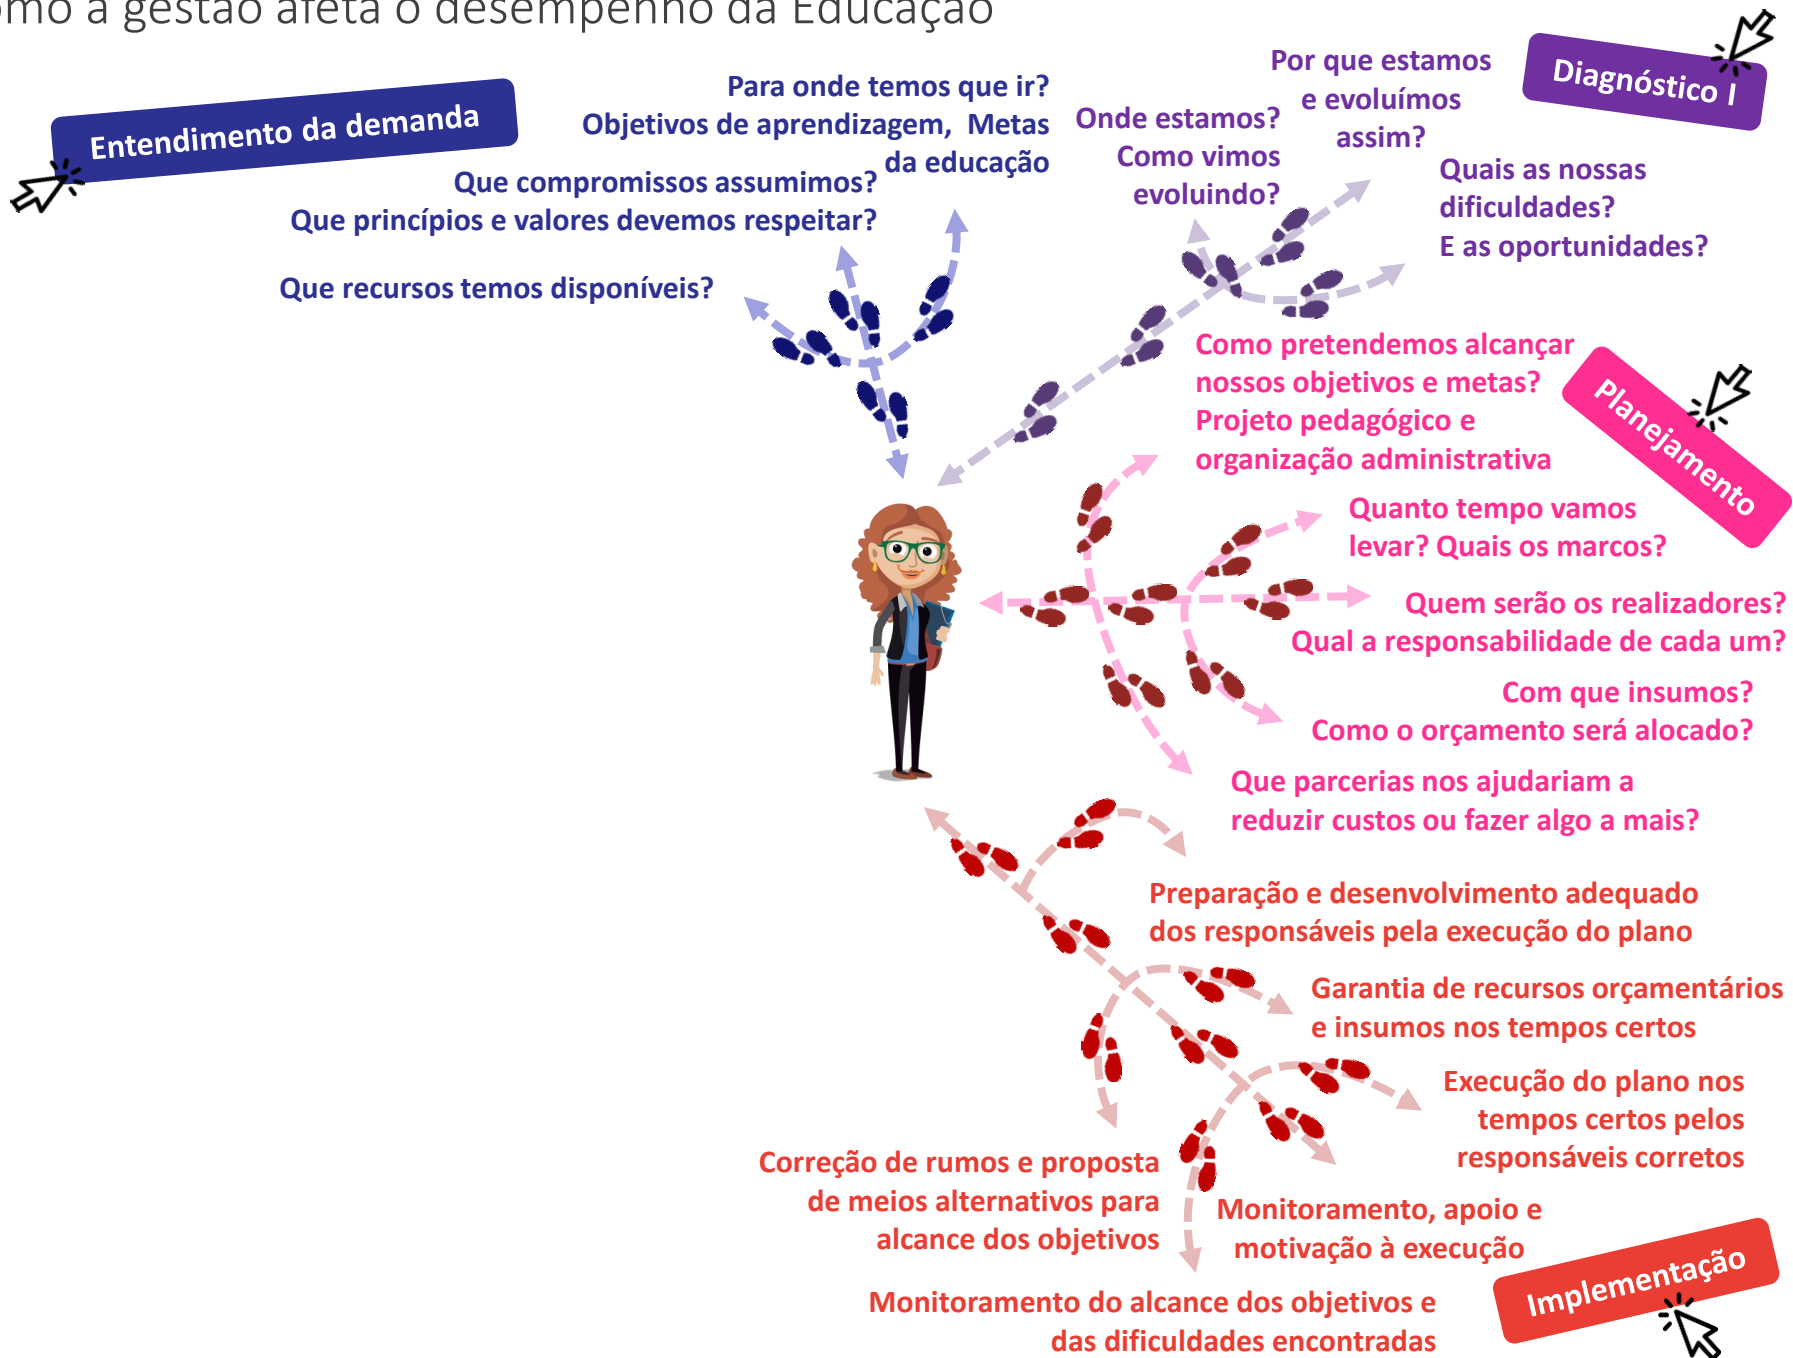 omo a gestão afeta o desempenho da Educação
Entendimento da demanda
Para onde temos que ir?
Objetivos de aprendizagem, Metas
da educação
Que compromissos assumimos?
Que princípios e valores devemos respeitar?
Que recursos temos disponíveis?
Diagnóstico I
Onde estamos?
Como vimos
evoluindo?
Por que estamos
e evoluímos
assim?
Quais as nossas
dificuldades?
E as oportunidades?
Planejamento
Como pretendemos alcançar
nossos objetivos e metas?
Projeto pedagógico e
organização administrativa
Quanto tempo vamos
levar? Quais os marcos?
Quem serão os realizadores?
Qual a responsabilidade de cada um?
Com que insumos?
Como o orçamento será alocado?
Que parcerias nos ajudariam a
reduzir custos ou fazer algo a mais?
Preparação e desenvolvimento adequado
dos responsáveis pela execução do plano
Garantia de recursos orçamentários
e insumos nos tempos certos
Execução do plano nos
tempos certos pelos
responsáveis corretos
Correção de rumos e proposta
de meios alternativos para
alcance dos objetivos
Monitoramento, apoio e
motivação à execução
Monitoramento do alcance dos objetivos e
das dificuldades encontradas
Implementação